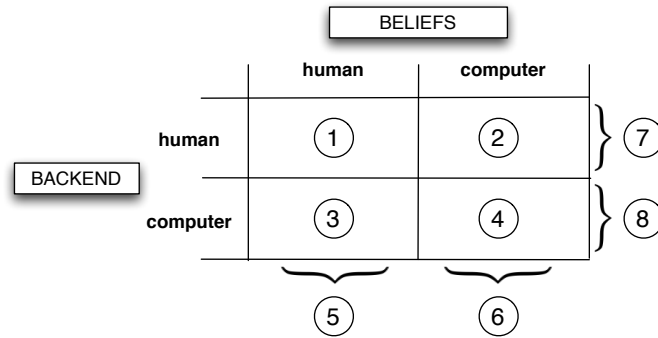 BELIEFS
human computer
human 1 2 7
BACKEND
computer 3 4 8
5 6